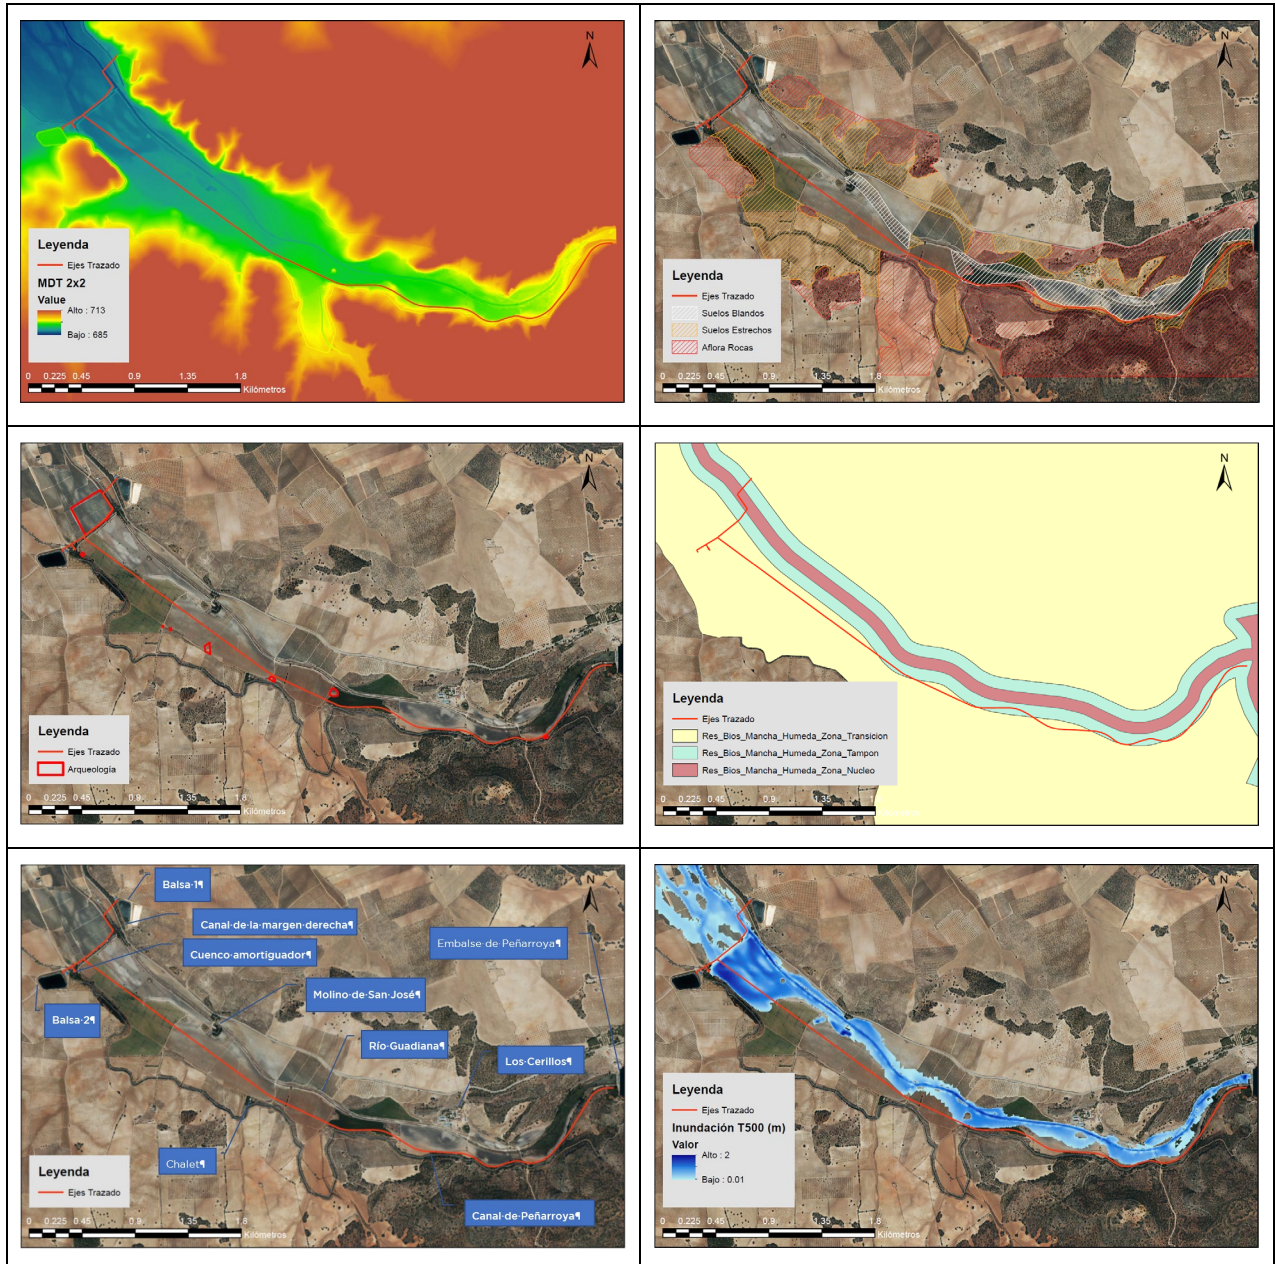 N
Leyenda
Ejes Trazado
MDT 2x2
Value
Alto : 713
Bajo : 685
0 0.225 0.45 0.9 1.35 1.8
Kilómetros
N
Leyenda
Ejes Trazado
Suelos Blandos
Suelos Estrechos
Aflora Rocas
0 0.225 0.45 0.9 1.35 1.8
Kilómetros
N
Leyenda
Ejes Trazado
Arqueología
0 0.225 0.45 0.9 1.35 1.8
Kilómetros
N
Leyenda
Ejes Trazado
Res_Bios_Mancha_Humeda_Zona_Transicion
Res_Bios_Mancha_Humeda_Zona_Tampon
Res_Bios_Mancha_Humeda_Zona_Nucleo
0 0.225 0.45 0.9 1.35 1.8
N
Balsa·1¶
Canal·de·la·margen·derecha¶
Embalse·de·Peñarroya¶
Cuenco·amortiguador¶
Molino·de·San·José¶
Balsa·2¶
Río·Guadiana¶
Los·Cerillos¶
Chalet¶
Canal·de·Peñarroya¶
Leyenda
Ejes Trazado
0 0.225 0.45 0.9 1.35 1.8
Kilómetros
N
Leyenda
Ejes Trazado
Inundación T500 (m)
Valor
Alto : 2
Bajo : 0.01
0 0.225 0.45 0.9 1.35 1.8
Kilómetros